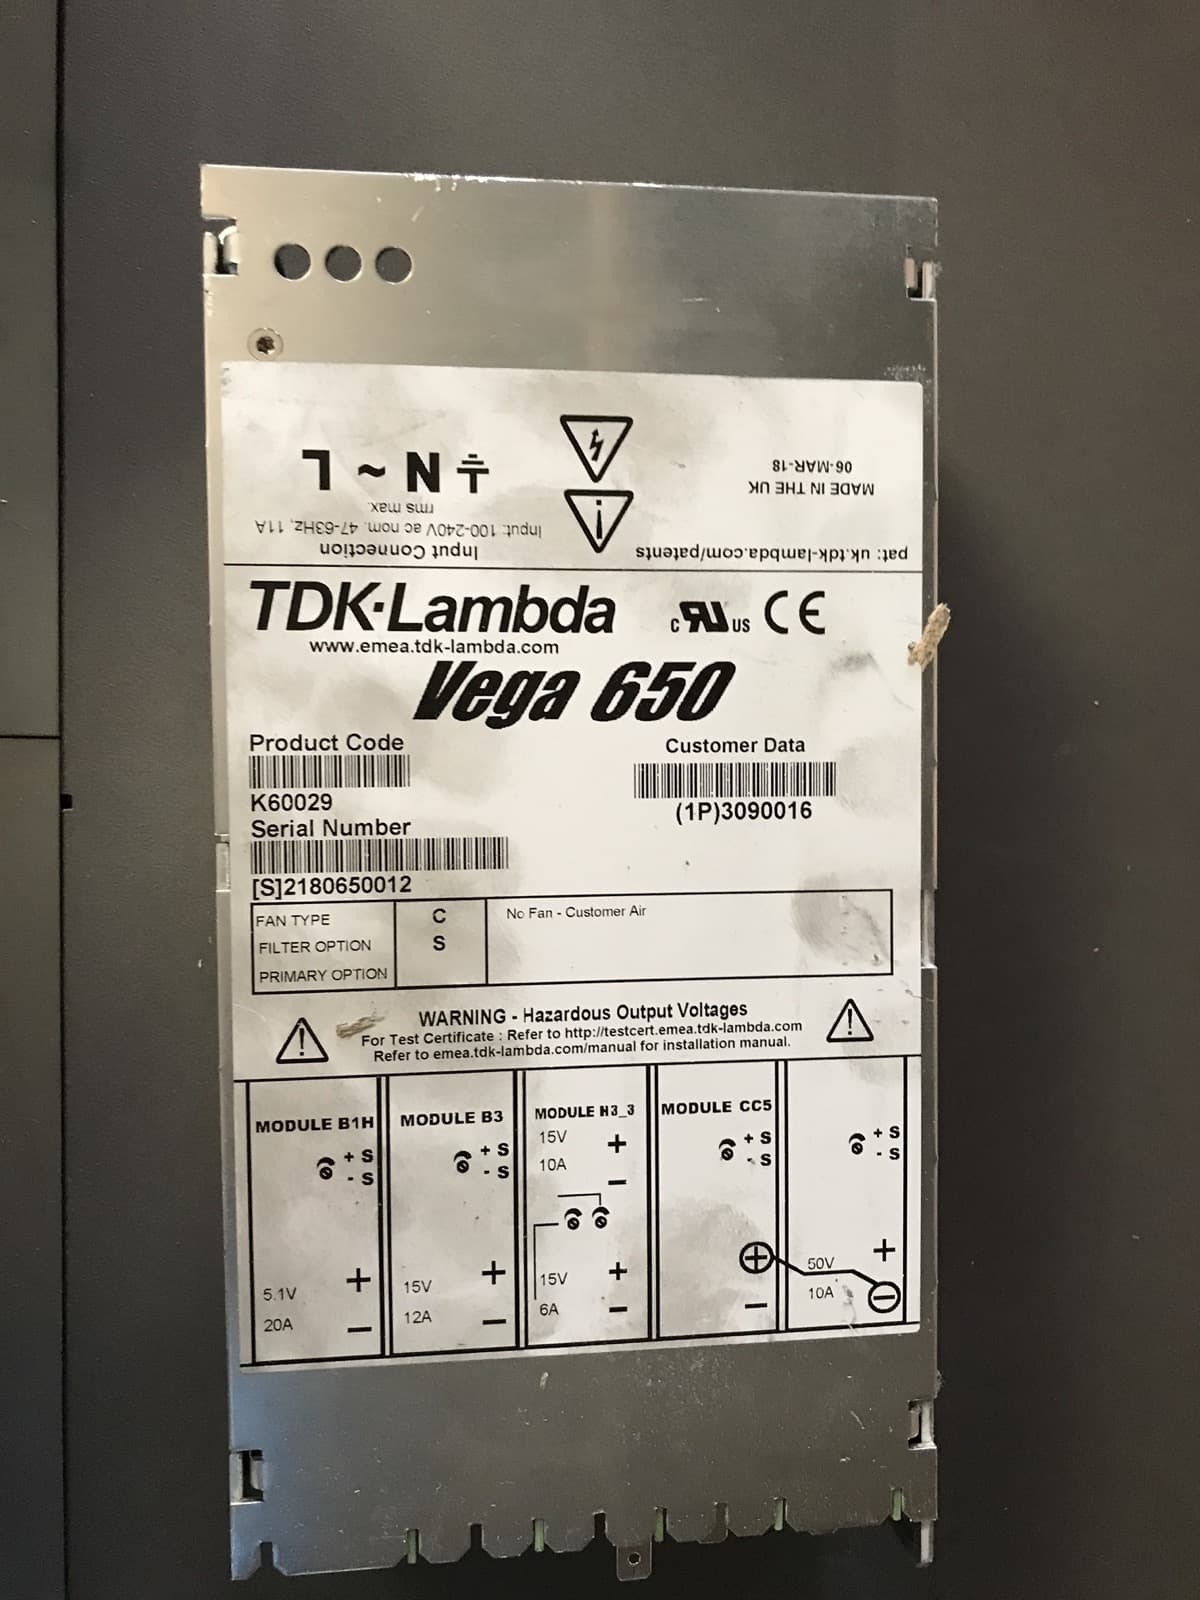 L ~ N
Input Connection
Input: 100-240V ac nom. 47-63Hz, 11A
rms max.
pat: uk.tdk-lambda.com/patents
MADE IN THE UK
06-MAR-18
TDK·Lambda
c RU US CE
www.emea.tdk-lambda.com
Vega 650
Product Code
K60029
Customer Data
(1P)3090016
Serial Number
[S]2180650012
FAN TYPE C No Fan - Customer Air
FILTER OPTION S
PRIMARY OPTION
WARNING - Hazardous Output Voltages
For Test Certificate : Refer to http://testcert.emea.tdk-lambda.com
Refer to emea.tdk-lambda.com/manual for installation manual.
MODULE B1H
+ S
- S
5.1V +
20A -
MODULE B3
+ S
- S
15V +
12A -
MODULE H3_3
15V +
10A -
15V +
6A -
MODULE CC5
+ S
- S
+
-
+ S
- S
50V +
10A -